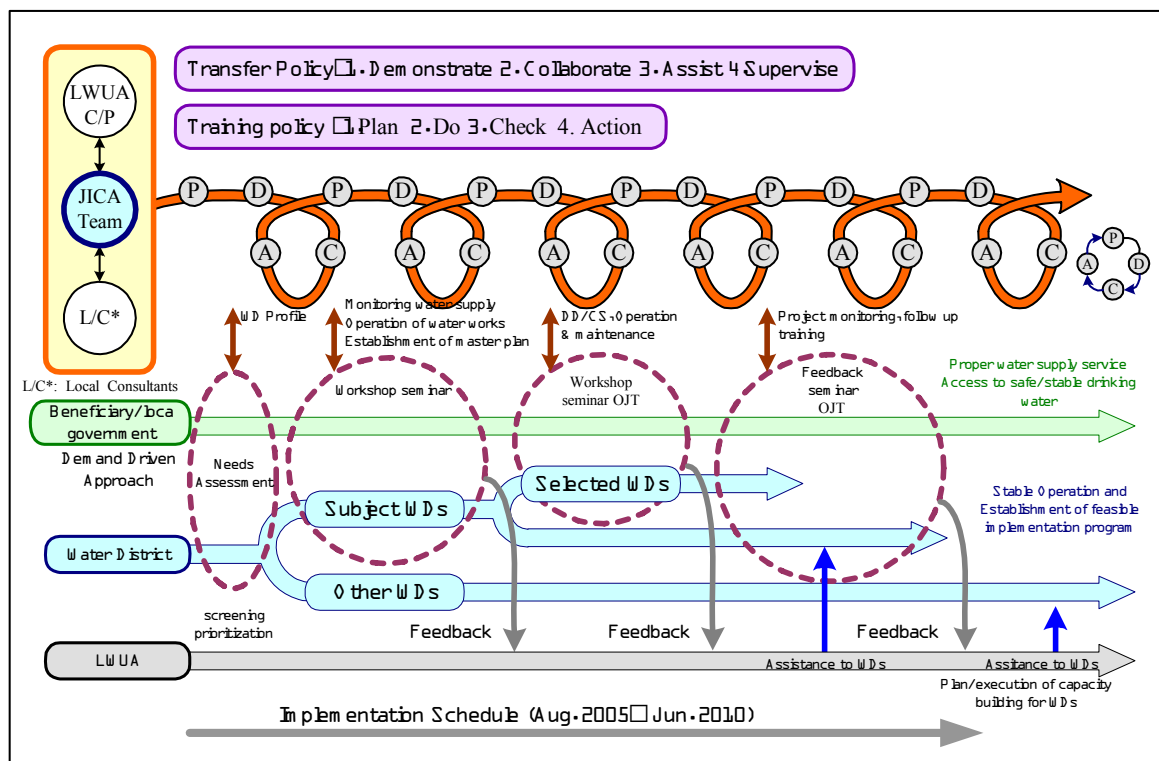 Transfer Policy□1.Demonstrate 2.Collaborate 3.Assist 4.Supervise
Training policy □1.Plan 2.Do 3.Check 4. Action
LWUA
C/P
JICA
Team
L/C*
L/C*: Local Consultants
P D P D P D P D P D P D
A C A C A C A C A C A C
P
A D
C
WD Profile
Monitoring water supply
Operation of water works
Establishment of master plan
DD/CS, Operation
& maintenance
Project monitoring, follow up
training
Workshop seminar
Workshop
seminar OJT
Feedback
seminar
OJT
Proper water supply service
Access to safe/stable drinking
water
Beneficiary/loca
government
Demand Driven
Approach
Needs
Assessment
Selected WDs
Subject WDs
Stable Operation and
Establishment of feasible
implementation program
Water District
Other WDs
screening
prioritization
Feedback
Feedback
Feedback
LWUA
Assistance to WDs
Assitance to WDs
Plan/execution of capacity
building for WDs
Implementation Schedule (Aug.2005□Jun.2010)